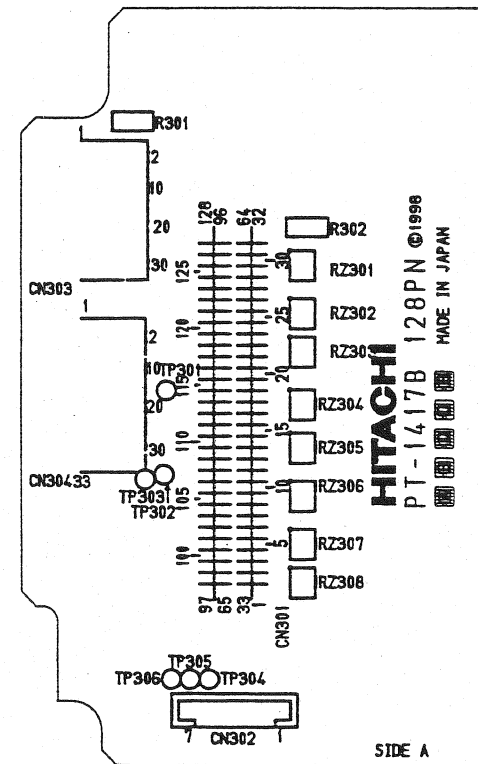 R301
2
10
20
30
CN303
1
2
10
TP301
20
30
CN304
33
TP303
TP302
128
96
64
32
R302
125
120
115
110
105
100
30
25
20
15
10
5
97
65
33
1
CN301
RZ301
RZ302
RZ303
RZ304
RZ305
RZ306
RZ307
RZ308
HITACHI
PT-1417B 128PN ©1998
MADE IN JAPAN
TP305
TP306
TP304
7
CN302
1
SIDE A